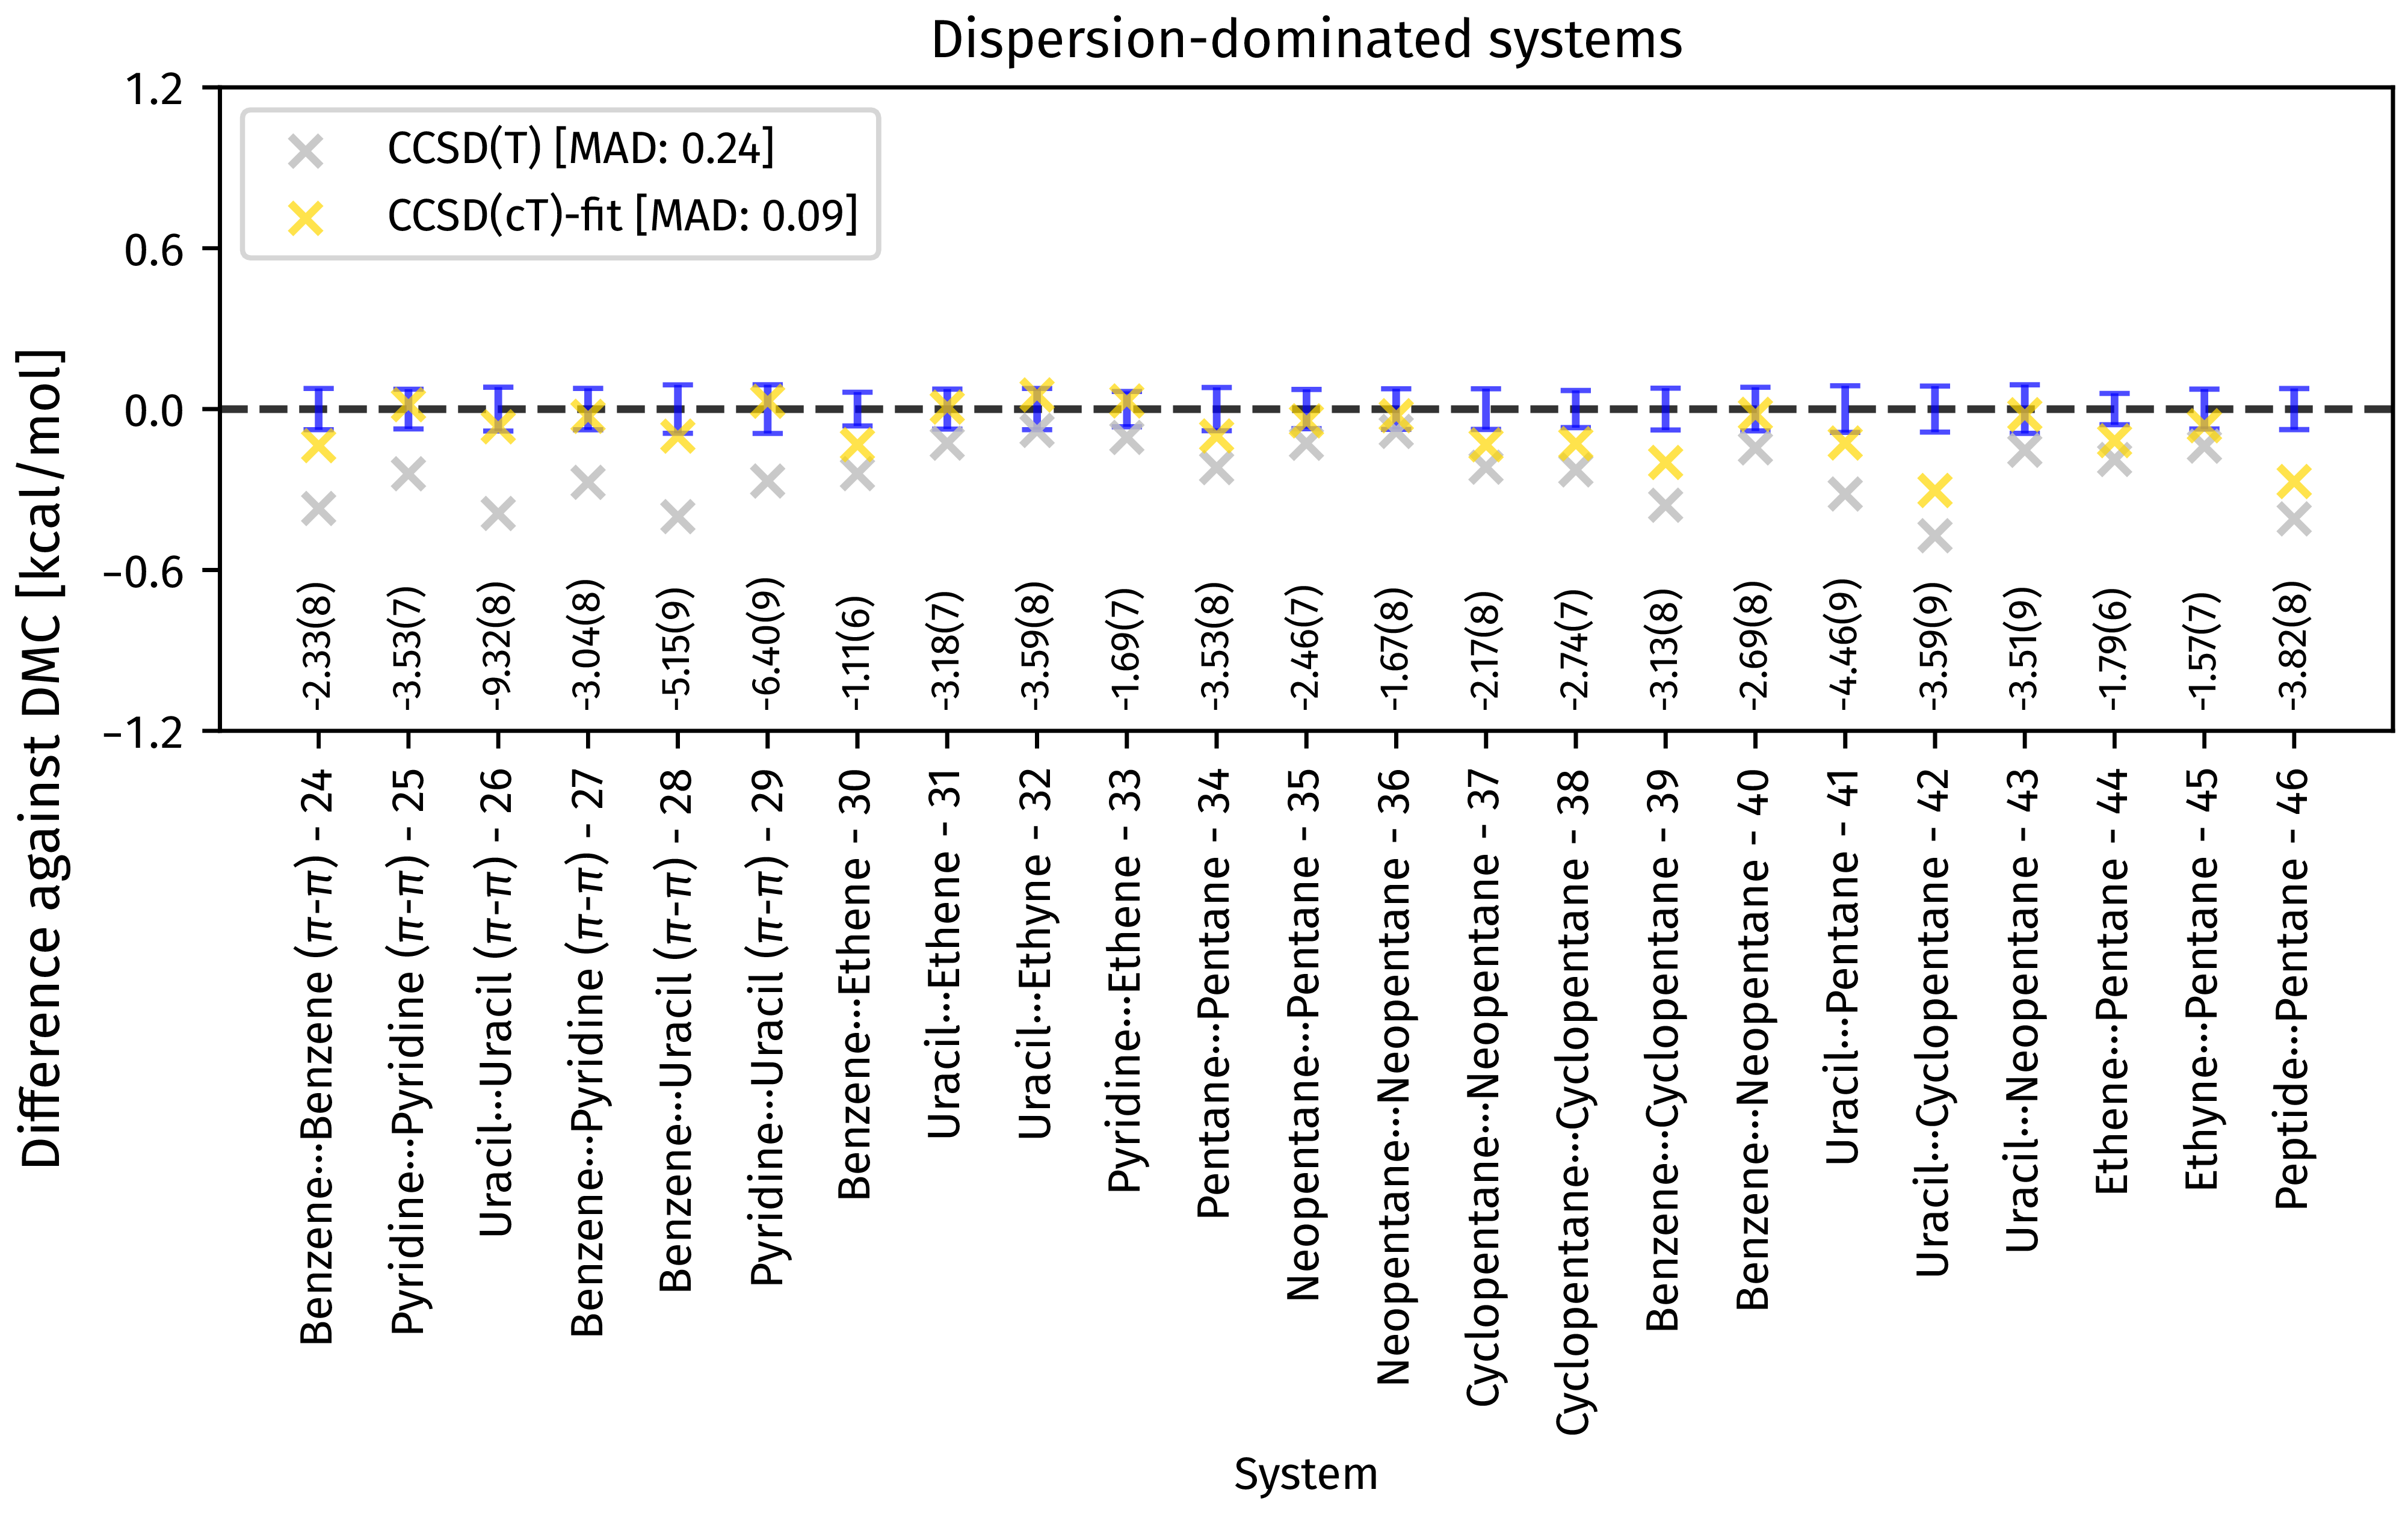 Dispersion-dominated systems
Difference against DMC [kcal/mol]
1.2
0.6
0.0
−0.6
−1.2
CCSD(T) [MAD: 0.24]
CCSD(cT)-fit [MAD: 0.09]
-2.33(8)
-3.53(7)
-9.32(8)
-3.04(8)
-5.15(9)
-6.40(9)
-1.11(6)
-3.18(7)
-3.59(8)
-1.69(7)
-3.53(8)
-2.46(7)
-1.67(8)
-2.17(8)
-2.74(7)
-3.13(8)
-2.69(8)
-4.46(9)
-3.59(9)
-3.51(9)
-1.79(6)
-1.57(7)
-3.82(8)
Benzene···Benzene (π-π) - 24
Pyridine···Pyridine (π-π) - 25
Uracil···Uracil (π-π) - 26
Benzene···Pyridine (π-π) - 27
Benzene···Uracil (π-π) - 28
Pyridine···Uracil (π-π) - 29
Benzene···Ethene - 30
Uracil···Ethene - 31
Uracil···Ethyne - 32
Pyridine···Ethene - 33
Pentane···Pentane - 34
Neopentane···Pentane - 35
Neopentane···Neopentane - 36
Cyclopentane···Neopentane - 37
Cyclopentane···Cyclopentane - 38
Benzene···Cyclopentane - 39
Benzene···Neopentane - 40
Uracil···Pentane - 41
Uracil···Cyclopentane - 42
Uracil···Neopentane - 43
Ethene···Pentane - 44
Ethyne···Pentane - 45
Peptide···Pentane - 46
System